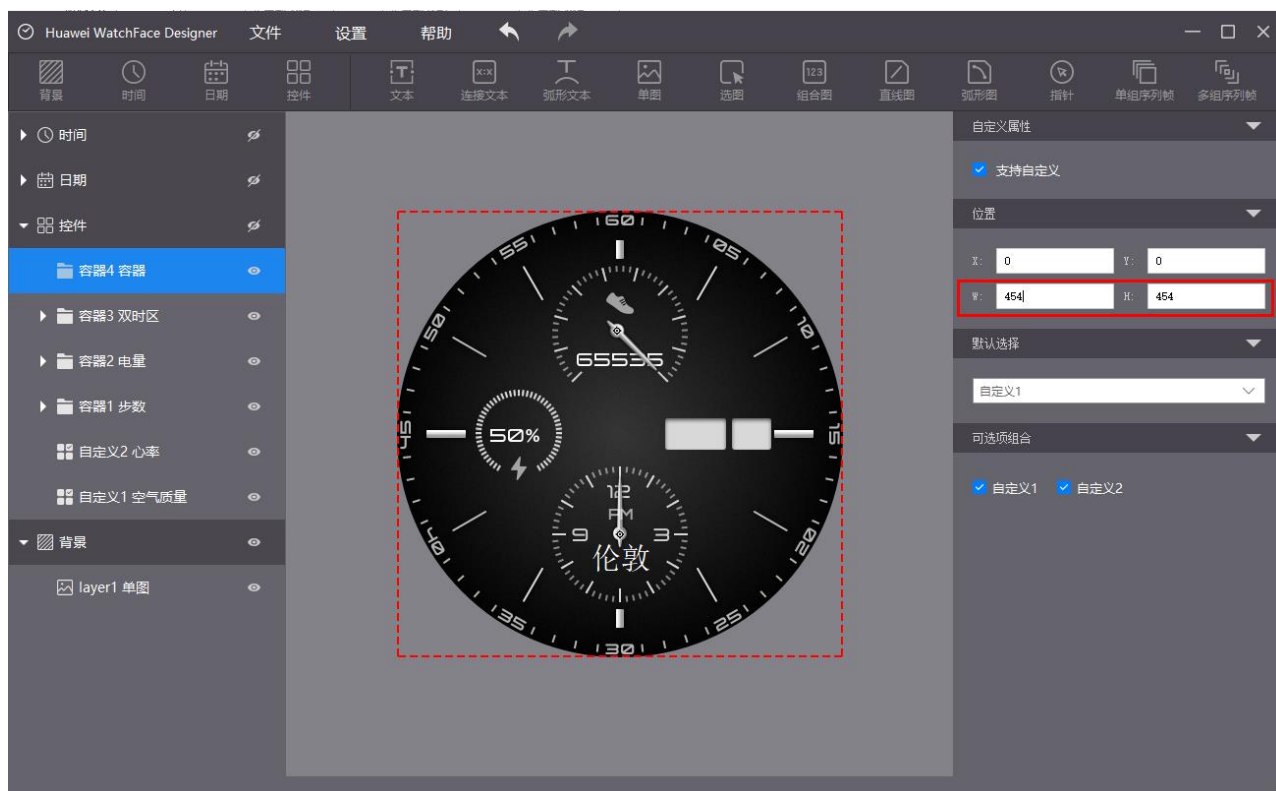 Huawei WatchFace Designer 文件 设置 帮助
背景 时间 日期 控件 文本 连接文本 弧形文本 单图 选图 组合图 直线图 弧形图 指针 单组序列帧 多组序列帧
T x:x T 123
时间
日期
控件
容器4 容器
容器3 双时区
容器2 电量
容器1 步数
自定义2 心率
自定义1 空气质量
背景
layer1 单图
60
55 05
50 10
65535
45 50% 15
12
PM
9 3
伦敦
40 20
35 25
30
自定义属性
支持自定义
位置
X: 0 Y: 0
W: 454 H: 454
默认选择
自定义1
可选项组合
自定义1 自定义2